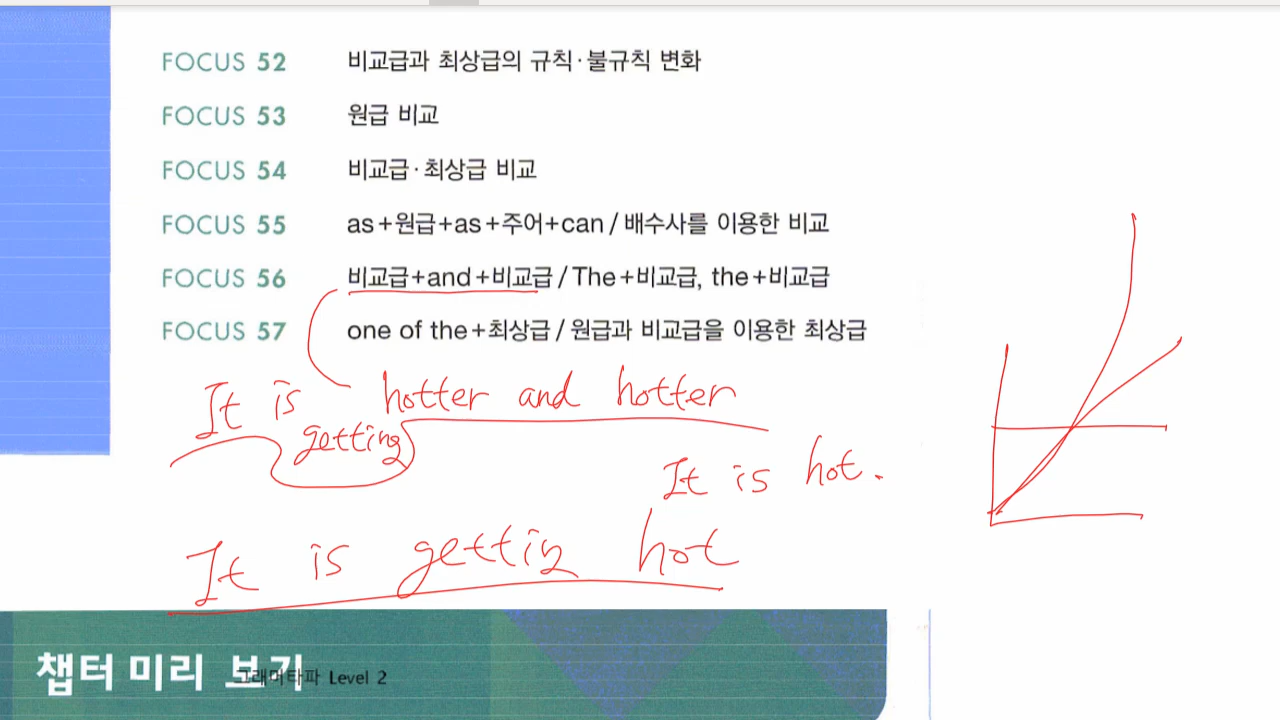 FOCUS 52 비교급과 최상급의 규칙·불규칙 변화
FOCUS 53 원급 비교
FOCUS 54 비교급·최상급 비교
FOCUS 55 as+원급+as+주어+can / 배수사를 이용한 비교
FOCUS 56 비교급+and+비교급 / The+비교급, the+비교급
FOCUS 57 one of the+최상급 / 원급과 비교급을 이용한 최상급
It is hotter and hotter
getting
It is hot.
It is gettin hot
챕터 미리 보기
그래머타파 Level 2